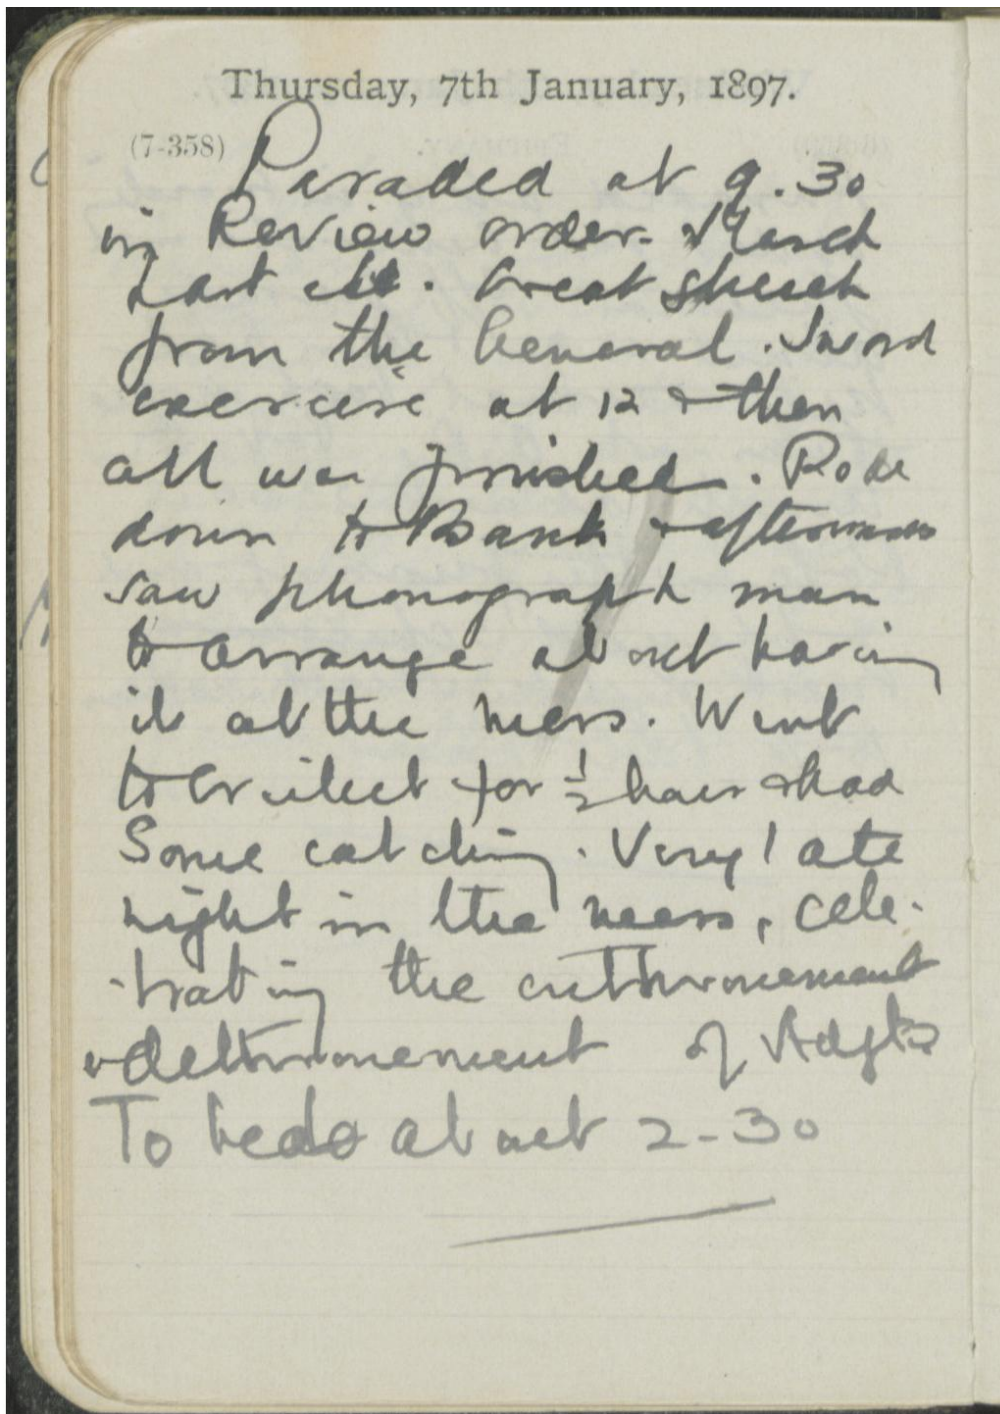 Thursday, 7th January, 1897.
(7-358)
Paraded at 9.30
in Review order. March
Past etc. Great speech
from the General. Sword
exercise at 12 & then
all was finished. Rode
down to Bank & afterwards
saw phonograph man
to arrange about having
it at the mess. Went
to Cricket for ½ hour & had
Some catching. Very late
night in the mess, cele-
-brating the enthronement
& dethronement of
To bed about 2-30